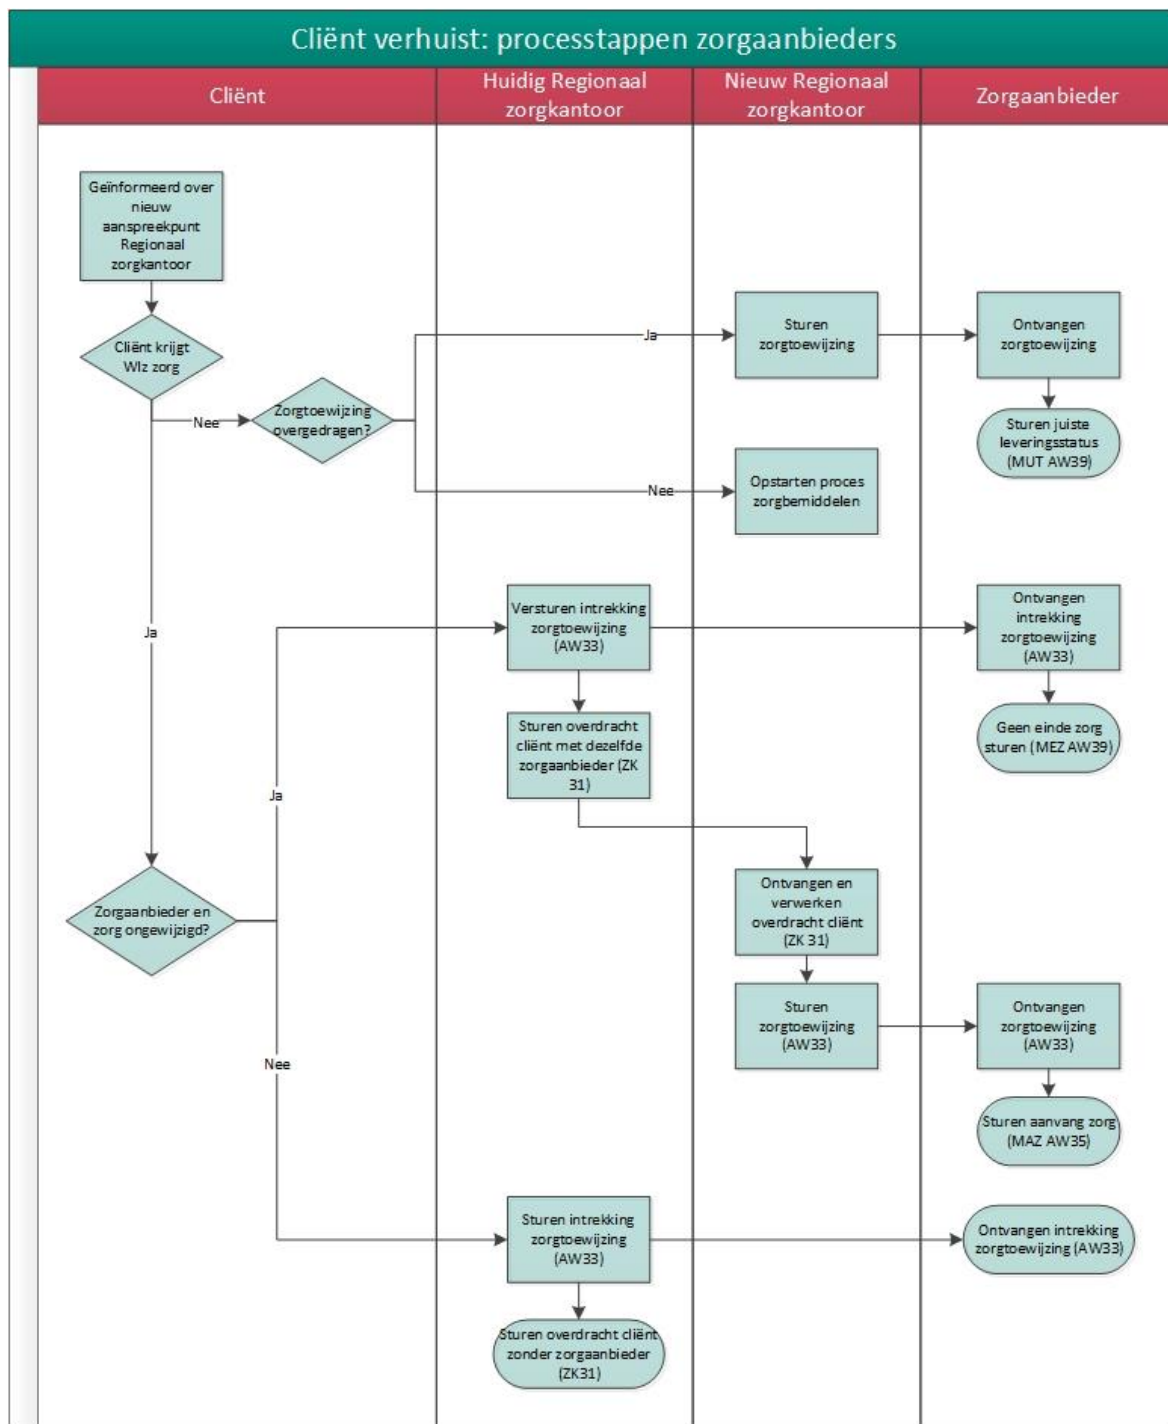 Cliënt verhuist: processtappen zorgaanbieders
Cliënt
Huidig Regionaal
zorgkantoor
Nieuw Regionaal
zorgkantoor
Zorgaanbieder
Geïnformeerd over
nieuw
aanspreekpunt
Regionaal
zorgkantoor
Cliënt krijgt
Wlz zorg
Nee
Zorgtoewijzing
overgedragen?
Ja
Sturen
zorgtoewijzing
Ontvangen
zorgtoewijzing
Sturen juiste
leveringsstatus
(MUT AW39)
Nee
Opstarten proces
zorgbemiddelen
Ja
Versturen intrekking
zorgtoewijzing
(AW33)
Ontvangen
intrekking
zorgtoewijzing
(AW33)
Sturen overdracht
cliënt met dezelfde
zorgaanbieder (ZK
31)
Geen einde zorg
sturen (MEZ AW39)
Ja
Zorgaanbieder en
zorg ongewijzigd?
Ontvangen en
verwerken
overdracht cliënt
(ZK 31)
Sturen
zorgtoewijzing
(AW33)
Ontvangen
zorgtoewijzing
(AW33)
Nee
Sturen aanvang zorg
(MAZ AW35)
Sturen intrekking
zorgtoewijzing
(AW33)
Ontvangen intrekking
zorgtoewijzing (AW33)
Sturen overdracht cliënt
zonder zorgaanbieder
(ZK31)